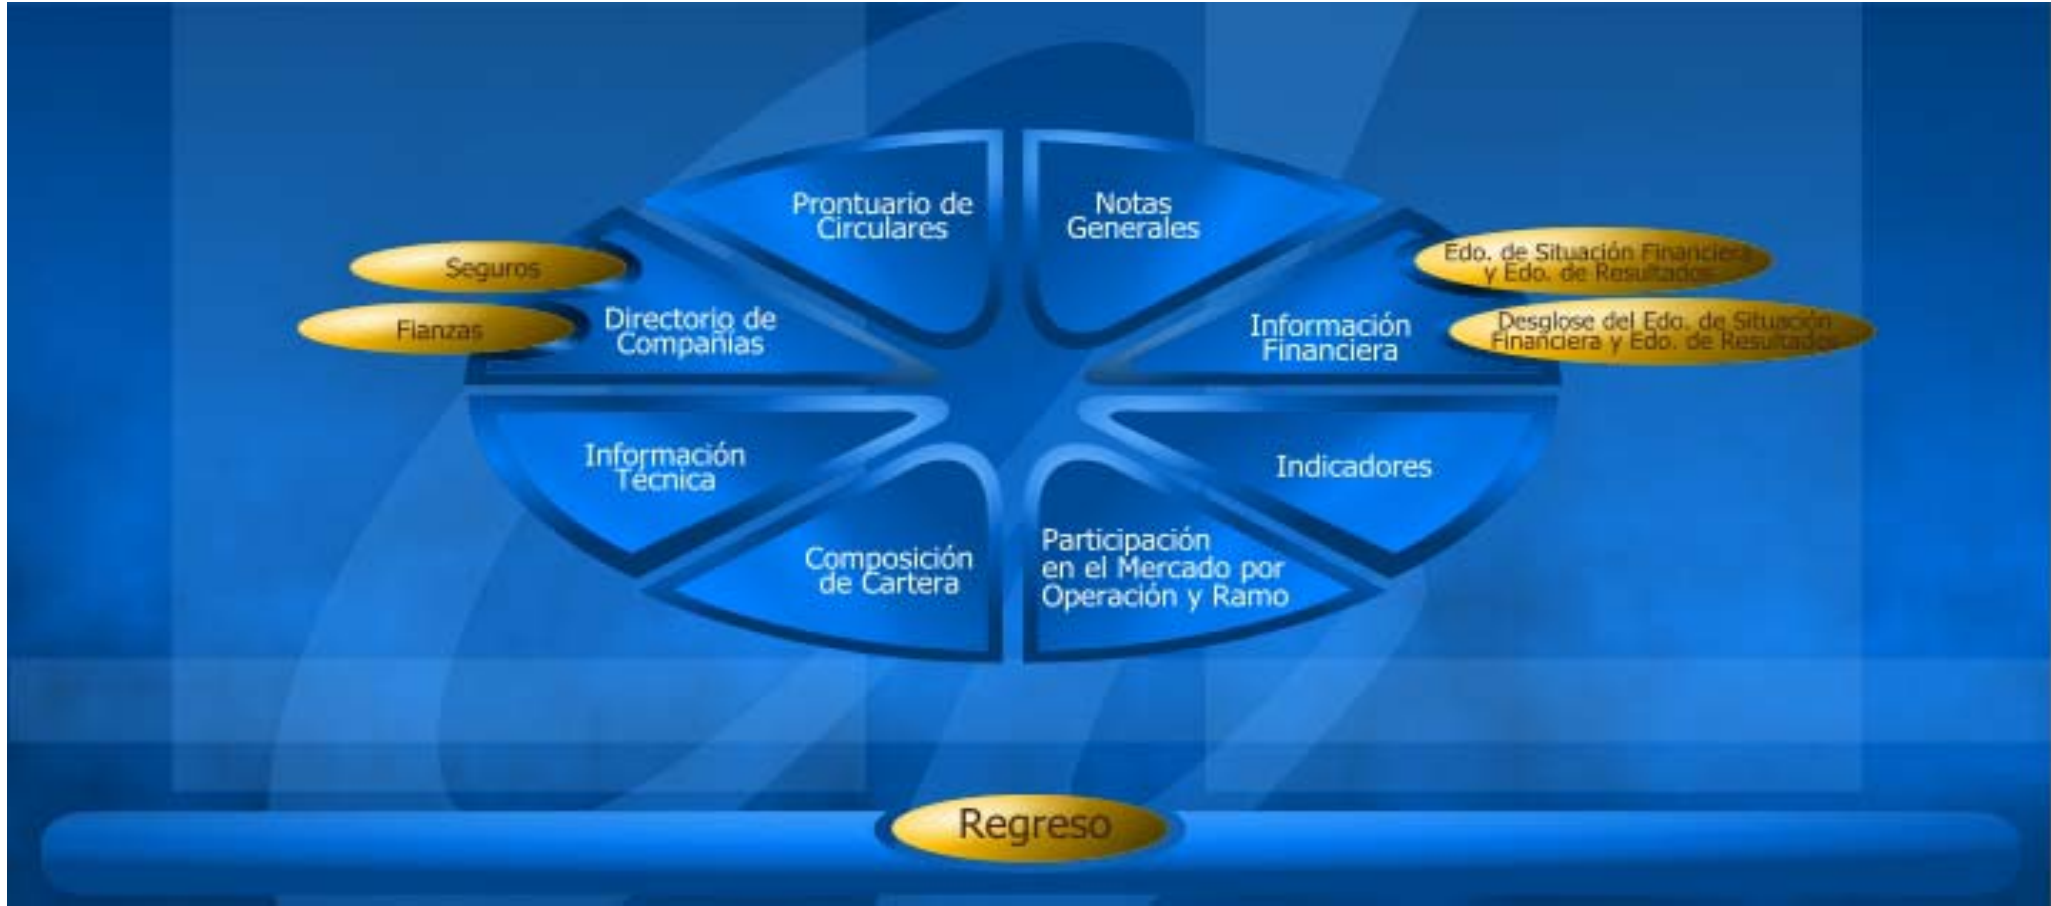 Prontuario de
Circulares
Notas
Generales
Seguros
Fianzas
Directorio de
Compañías
Edo. de Situación Financiera
y Edo. de Resultados
Desglose del Edo. de Situación
Financiera y Edo. de Resultados
Información
Financiera
Información
Técnica
Indicadores
Composición
de Cartera
Participación
en el Mercado por
Operación y Ramo
Regreso